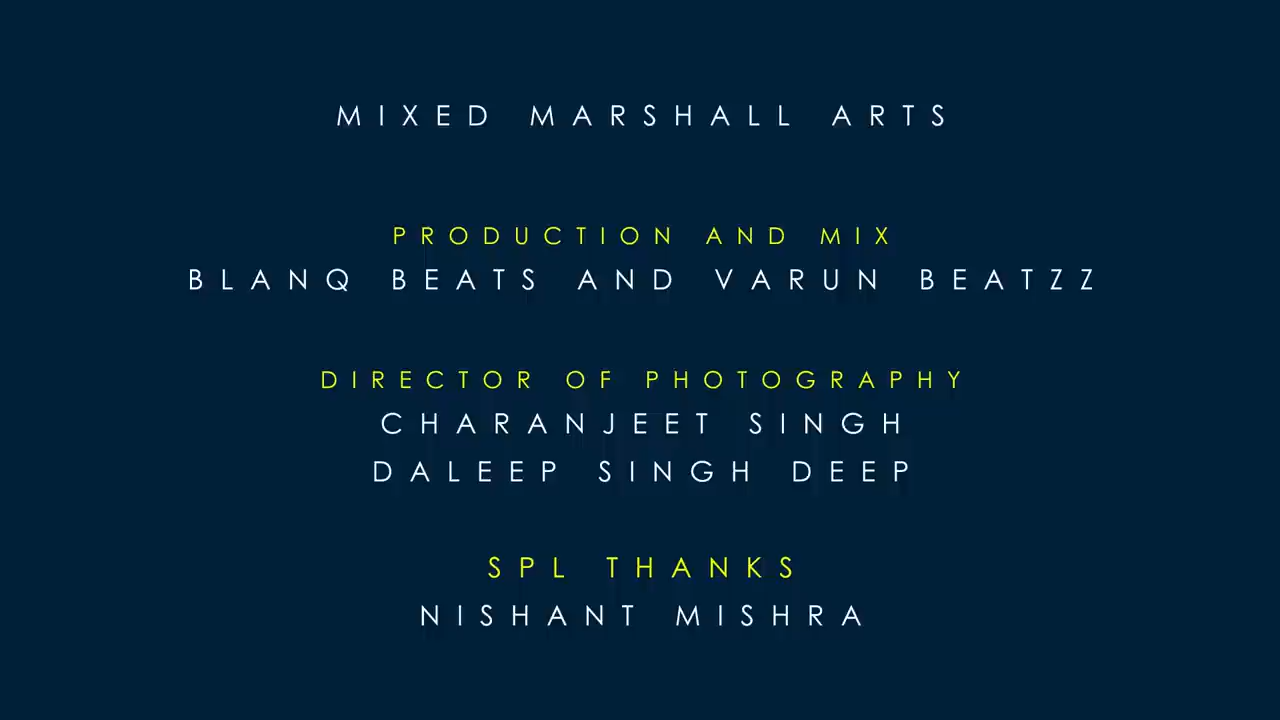 MIXED MARSHALL ARTS
PRODUCTION AND MIX
BLANQ BEATS AND VARUN BEATZZ
DIRECTOR OF PHOTOGRAPHY
CHARANJEET SINGH
DALEEP SINGH DEEP
SPL THANKS
NISHANT MISHRA